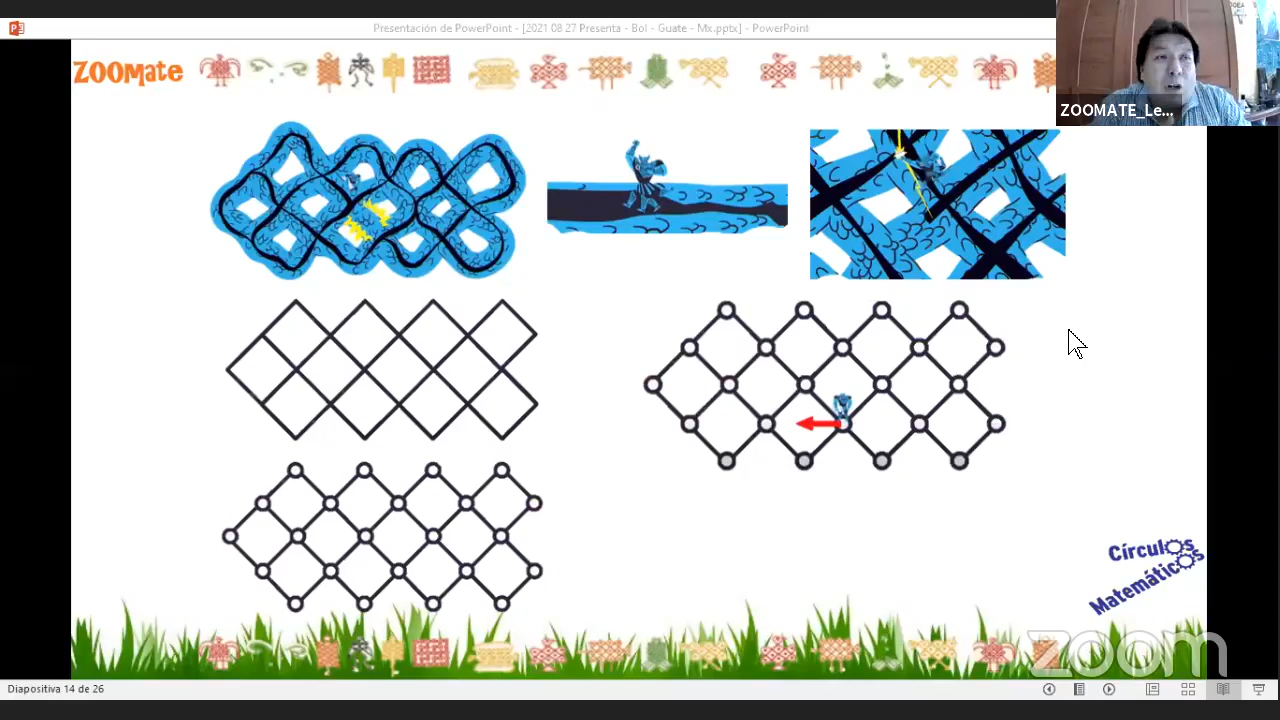 Presentación de PowerPoint - [2021 08 27 Presenta - Bol - Guate - Mx.pptx] - PowerPoint
ZOOMate
ZOOMATE_Le...
Círculos
Matemáticos
zoom
Diapositiva 14 de 26